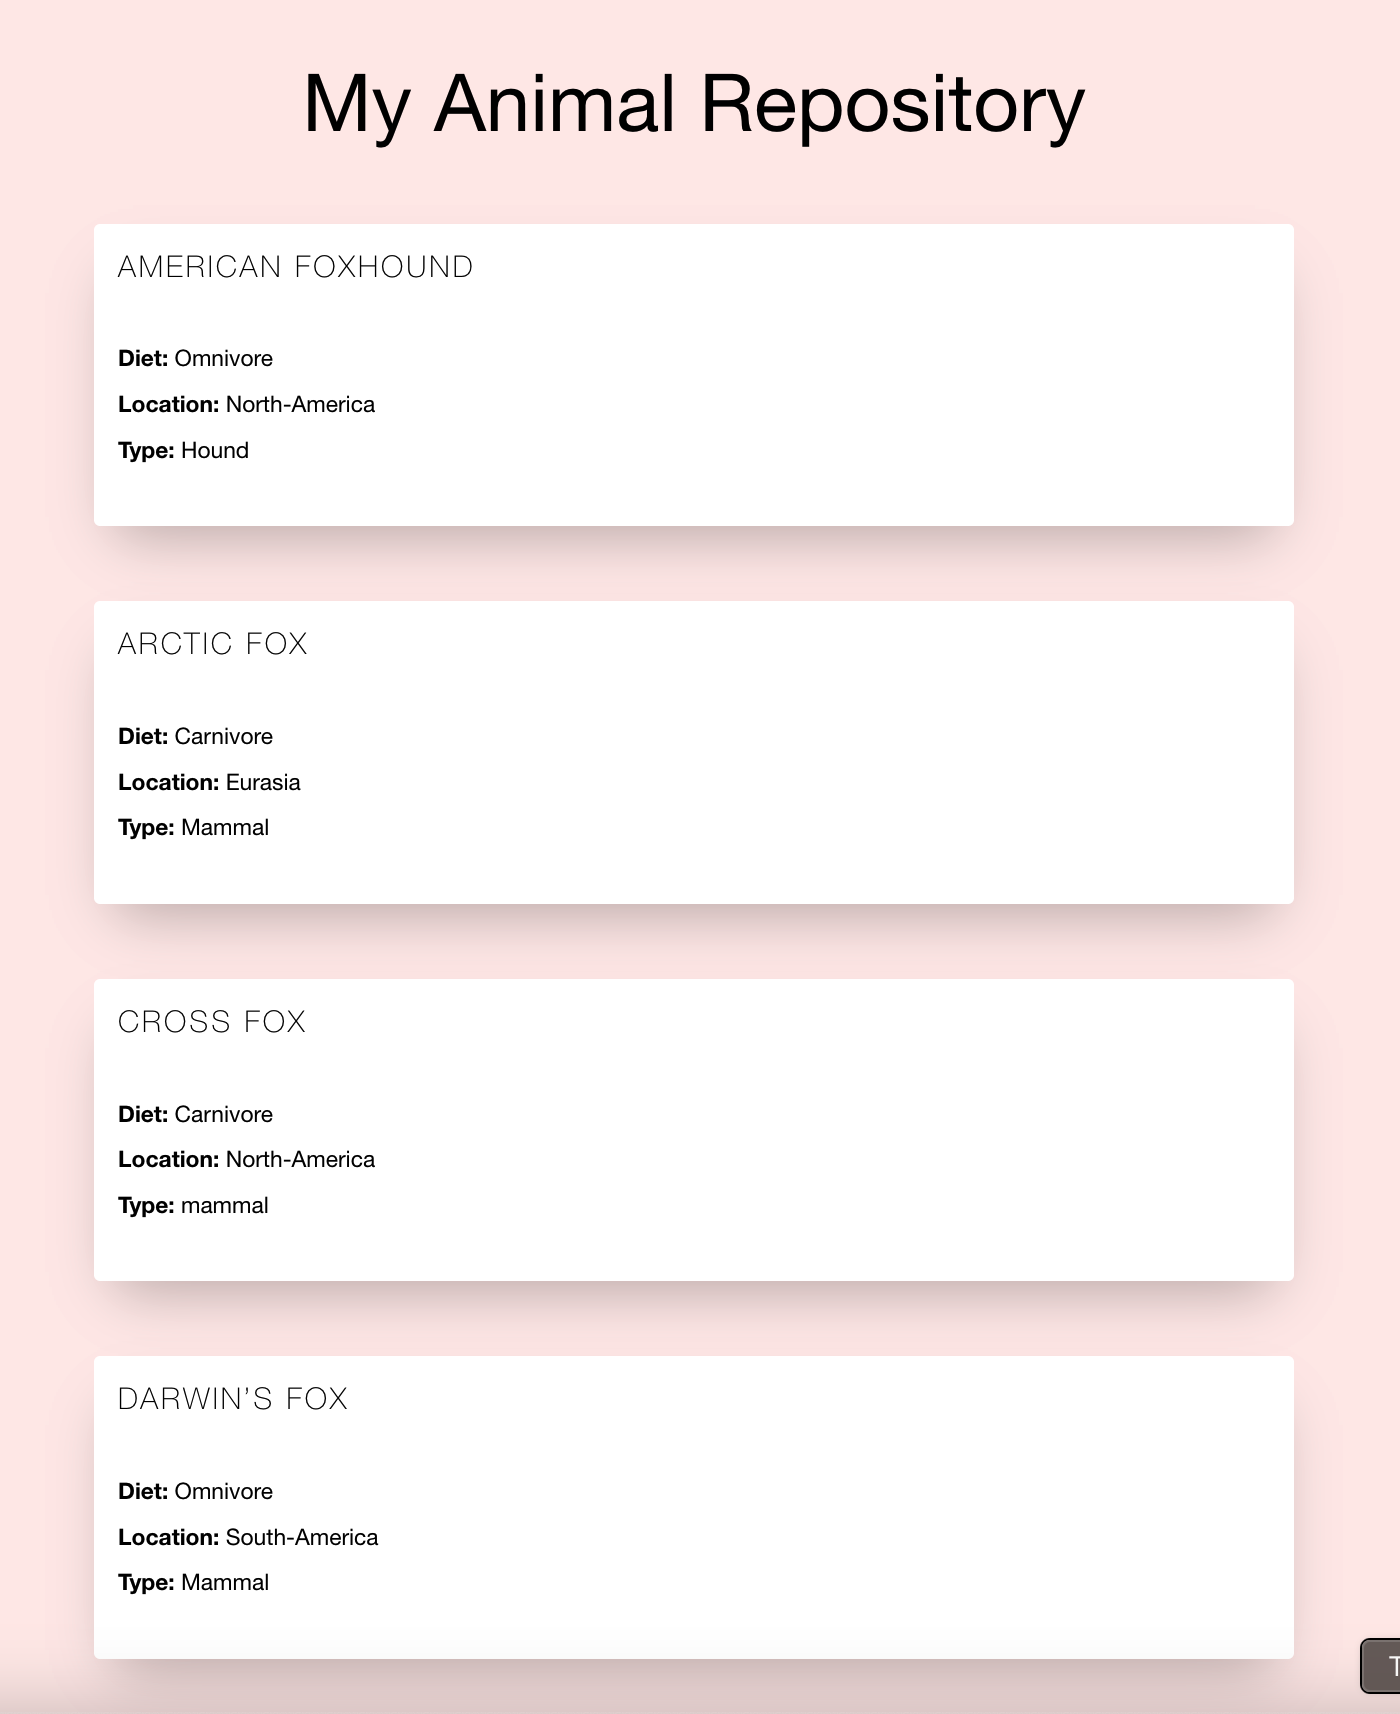 My Animal Repository
AMERICAN FOXHOUND
Diet: Omnivore
Location: North-America
Type: Hound
ARCTIC FOX
Diet: Carnivore
Location: Eurasia
Type: Mammal
CROSS FOX
Diet: Carnivore
Location: North-America
Type: mammal
DARWIN’S FOX
Diet: Omnivore
Location: South-America
Type: Mammal